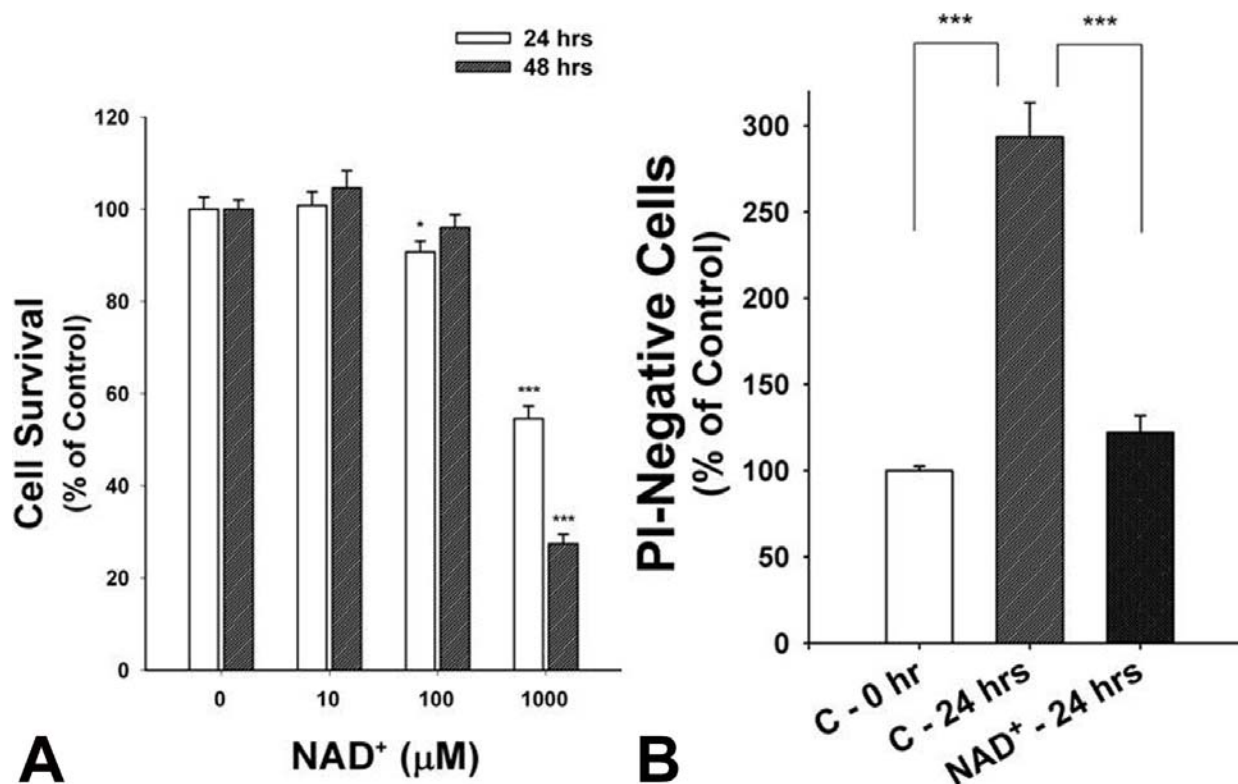 24 hrs
48 hrs
Cell Survival
(% of Control)
120
100
80
60
40
20
0
*
***
***
0 10 100 1000
NAD⁺ (μM)
A
*** ***
PI-Negative Cells
(% of Control)
300
250
200
150
100
50
0
C - 0 hr
C - 24 hrs
NAD⁺ - 24 hrs
B